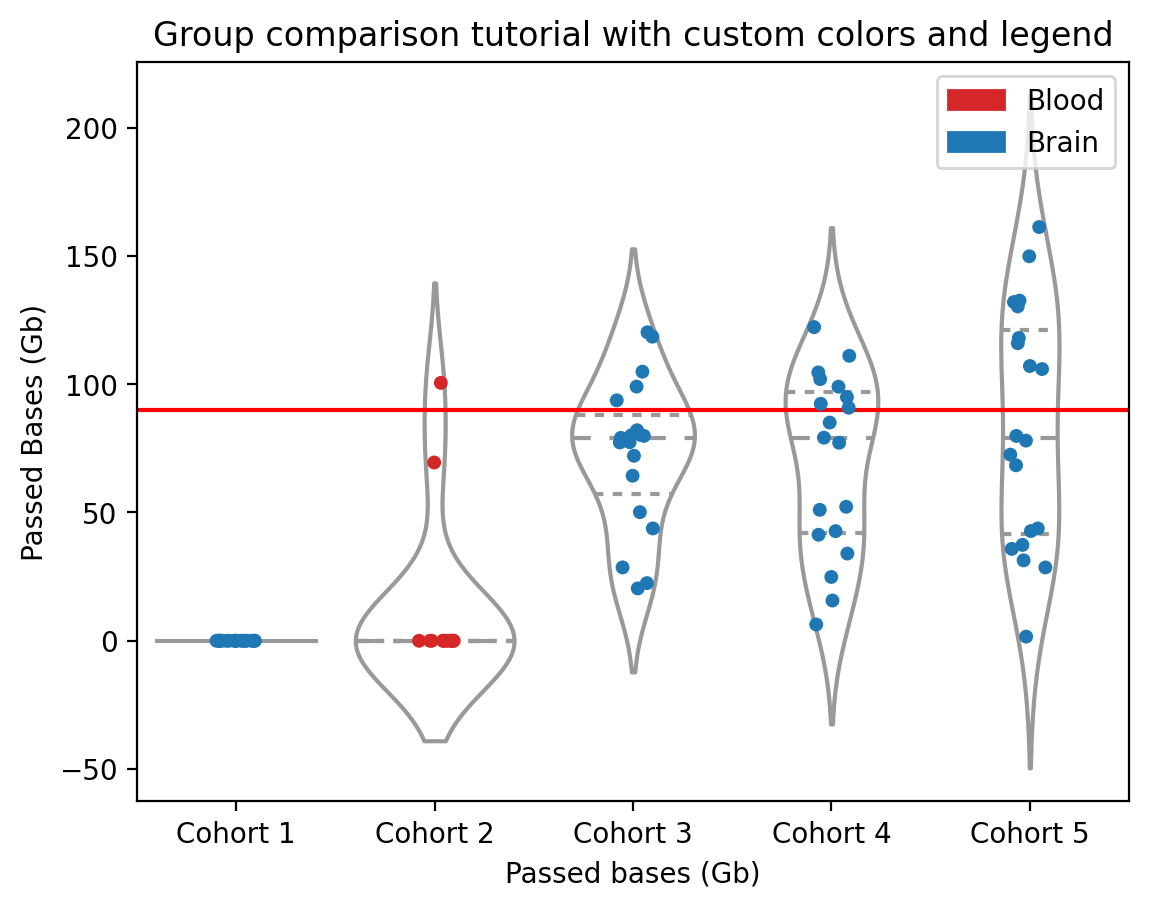 Group comparison tutorial with custom colors and legend
Blood
Brain
Passed Bases (Gb)
200
150
100
50
0
−50
Cohort 1
Cohort 2
Cohort 3
Cohort 4
Cohort 5
Passed bases (Gb)